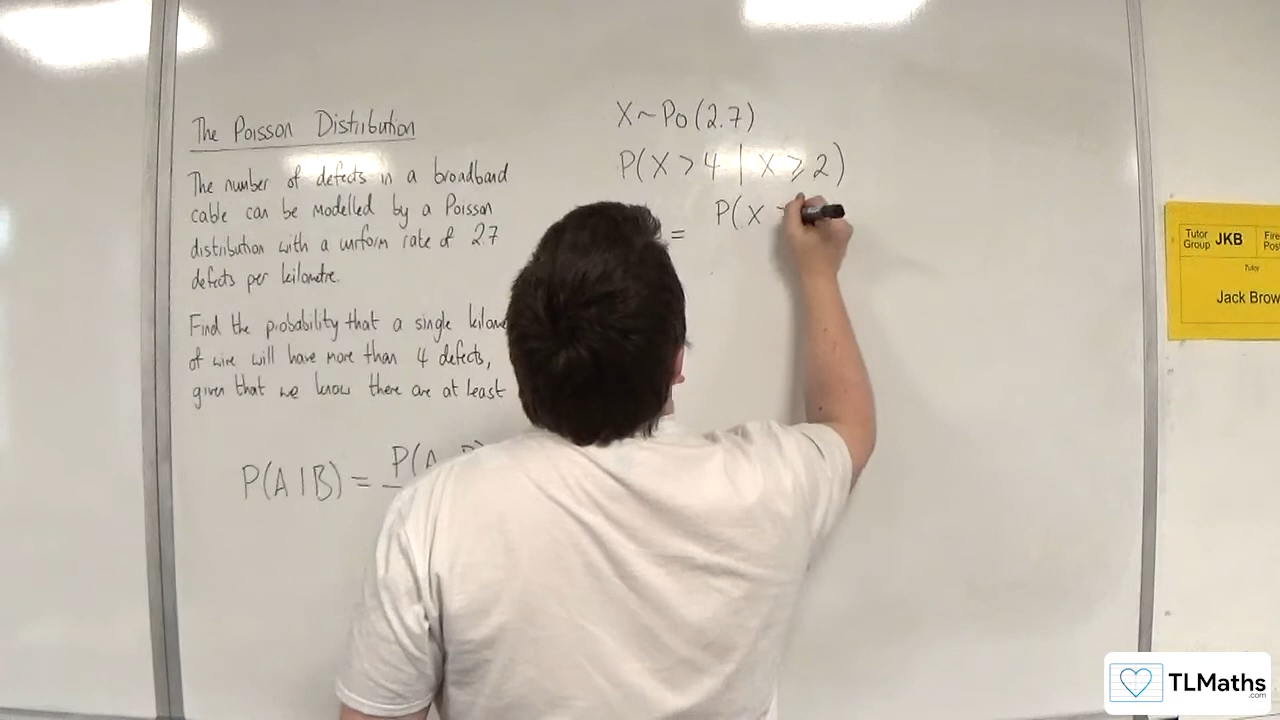 The Poisson Distribution
The number of defects in a broadband
cable can be modelled by a Poisson
distribution with a uniform rate of 2.7
defects per kilometre.
Find the probability that a single
of wire will have more than 4 defects,
given that we know there are at least
P(A|B) = P(A
X~Po(2.7)
P(X > 4 | X ⩾ 2)
= P(X
Tutor Group JKB
Tutor
Jack
TLMaths
.com